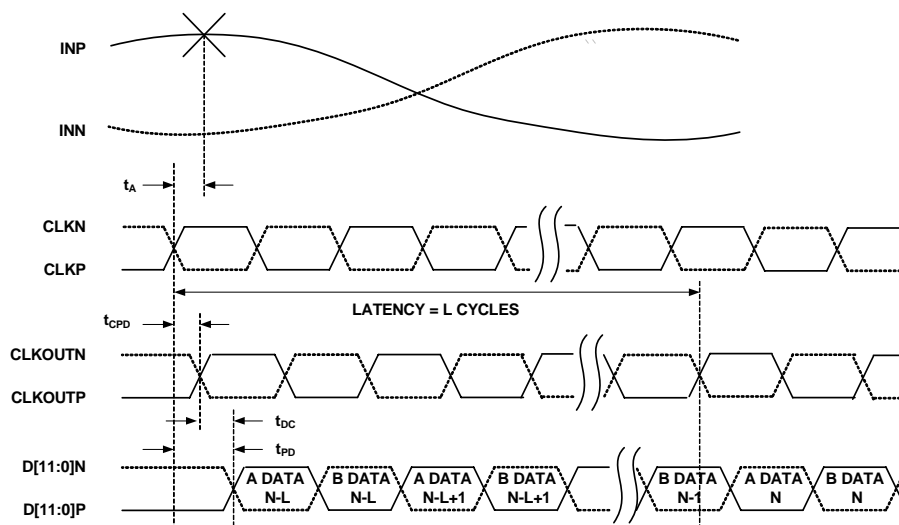 INP
INN
tA
CLKN
CLKP
LATENCY = L CYCLES
tCPD
CLKOUTN
CLKOUTP
tDC
tPD
D[11:0]N
D[11:0]P
A DATA
N-L
B DATA
N-L
A DATA
N-L+1
B DATA
N-L+1
B DATA
N-1
A DATA
N
B DATA
N